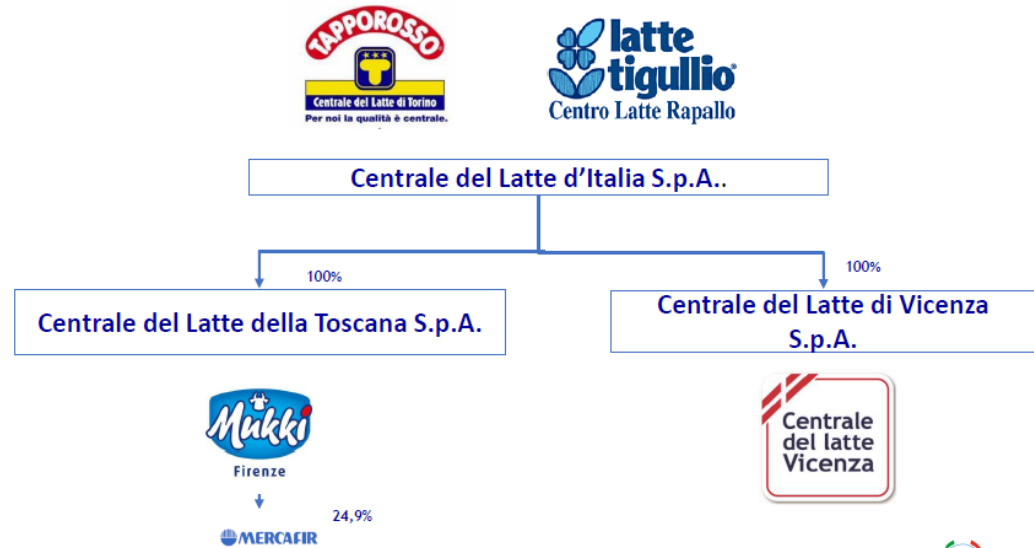 TAPPOROSSO
Centrale del Latte di Torino
Per noi la qualità è centrale.
latte
tigullio
Centro Latte Rapallo
Centrale del Latte d'Italia S.p.A..
100%
100%
Centrale del Latte della Toscana S.p.A.
Centrale del Latte di Vicenza
S.p.A.
Mukki
Firenze
Centrale
del latte
Vicenza
24,9%
MERCAFIR